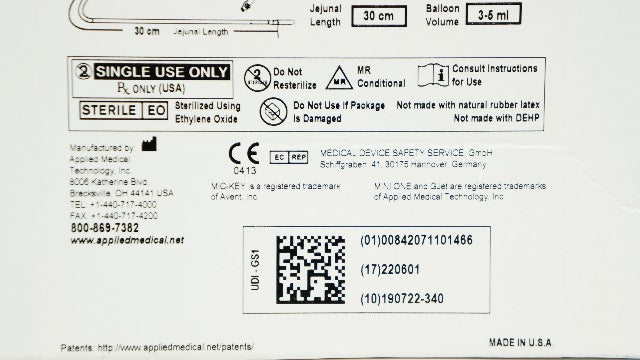 Jejunal Length 30 cm
Balloon Volume 3-5 ml
30 cm Jejunal Length
2 SINGLE USE ONLY
Rx ONLY (USA)
STERILE EO Sterilized Using Ethylene Oxide
2 Do Not Resterilize
MR MR Conditional
i Consult Instructions for Use
Do Not Use If Package is Damaged
Not made with natural rubber latex
Not made with DEHP
Manufactured by:
Applied Medical
Technology, Inc.
8006 Katherine Blvd.
Brecksville, OH 44141 USA
TEL. +1-440-717-4000
FAX. +1-440-717-4200
800-869-7382
www.appliedmedical.net
CE
0413
EC REP
MEDICAL DEVICE SAFETY SERVICE, GmbH
Schiffgraben 41, 30175 Hannover, Germany
MIC-KEY is a registered trademark
of Avent, Inc.
MINI ONE and Guet are registered trademarks
of Applied Medical Technology, Inc.
UDI - GS1
(01)00842071101466
(17)220601
(10)190722-340
Patents: http://www.appliedmedical.net/patents/
MADE IN U.S.A.